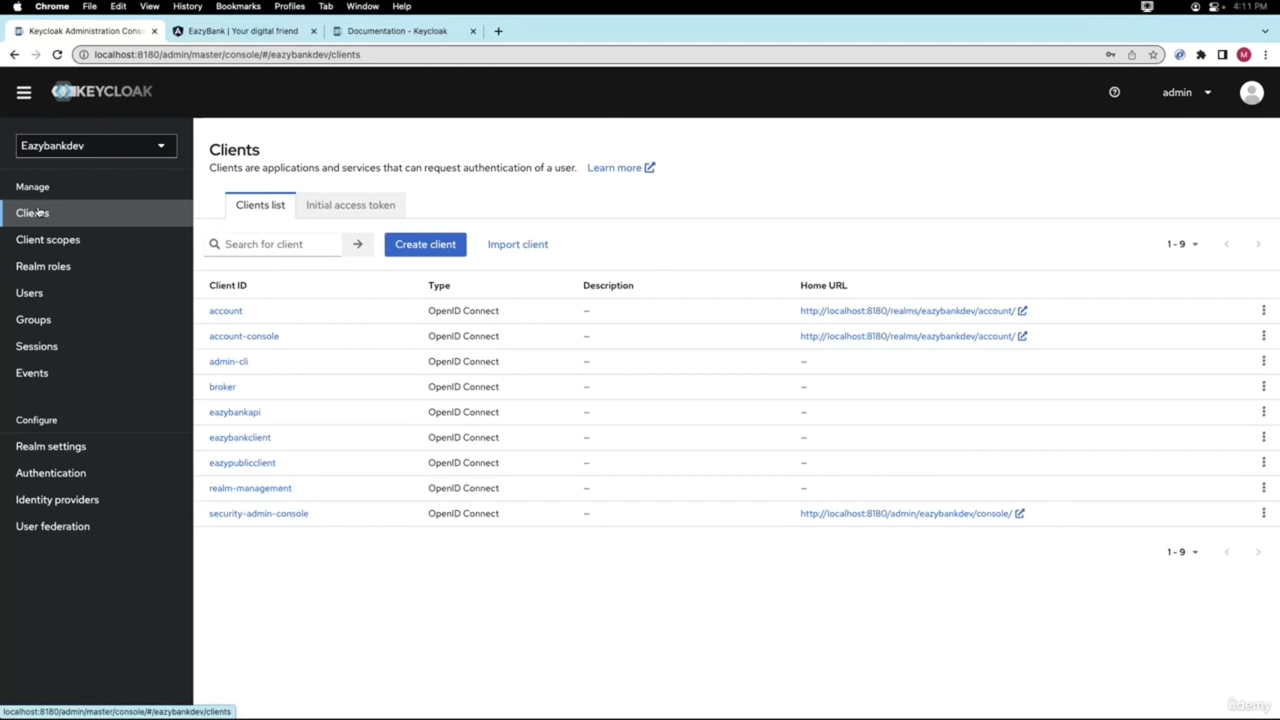 Chrome File Edit View History Bookmarks Profiles Tab Window Help 4:11 PM
Keycloak Administration Conso EazyBank | Your digital friend Documentation - Keycloak
localhost:8180/admin/master/console/#/eazybankdev/clients M
KEYCLOAK admin
Eazybankdev
Manage
Clients
Client scopes
Realm roles
Users
Groups
Sessions
Events
Configure
Realm settings
Authentication
Identity providers
User federation
Clients
Clients are applications and services that can request authentication of a user. Learn more
Clients list Initial access token
Search for client Create client Import client 1 - 9
Client ID Type Description Home URL
account OpenID Connect – http://localhost:8180/realms/eazybankdev/account/
account-console OpenID Connect – http://localhost:8180/realms/eazybankdev/account/
admin-cli OpenID Connect – –
broker OpenID Connect – –
eazybankapi OpenID Connect – –
eazybankclient OpenID Connect – –
eazypublicclient OpenID Connect – –
realm-management OpenID Connect – –
security-admin-console OpenID Connect – http://localhost:8180/admin/eazybankdev/console/
1 - 9
localhost:8180/admin/master/console/#/eazybankdev/clients
ûdemy